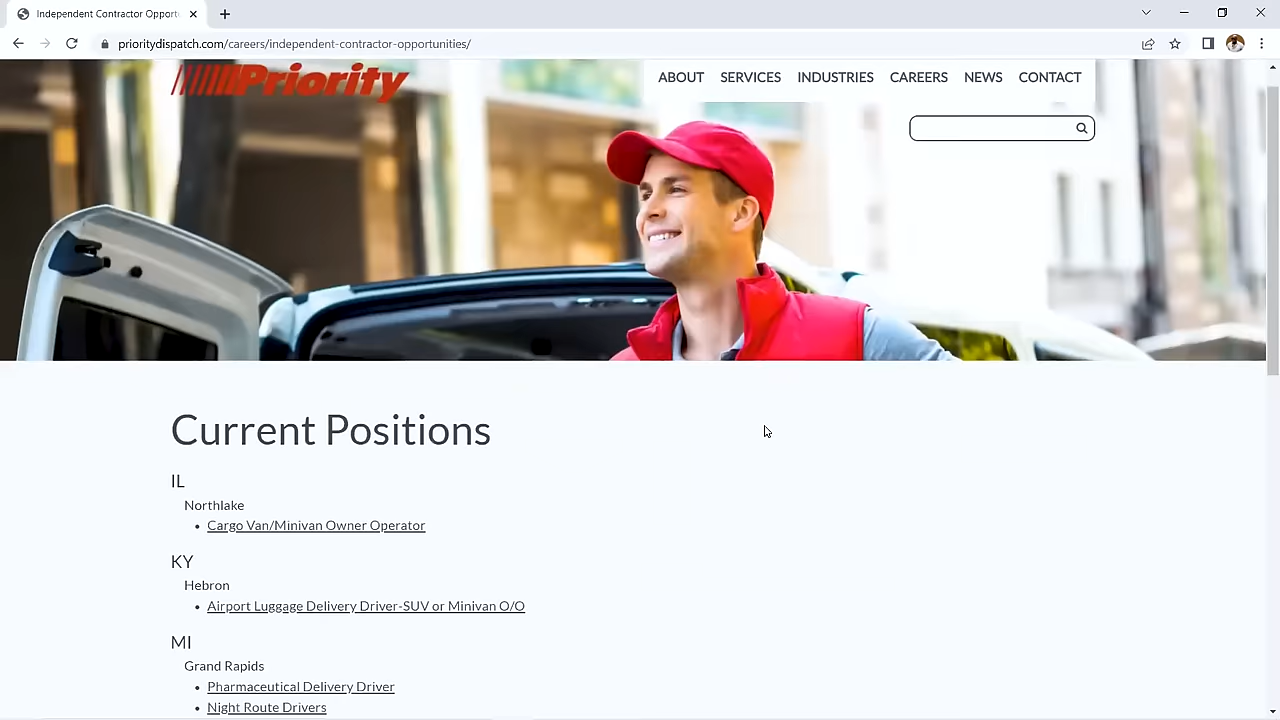 Independent Contractor Opport
prioritydispatch.com/careers/independent-contractor-opportunities/
Priority
ABOUT SERVICES INDUSTRIES CAREERS NEWS CONTACT
Current Positions
IL
Northlake
• Cargo Van/Minivan Owner Operator
KY
Hebron
• Airport Luggage Delivery Driver-SUV or Minivan O/O
MI
Grand Rapids
• Pharmaceutical Delivery Driver
• Night Route Drivers